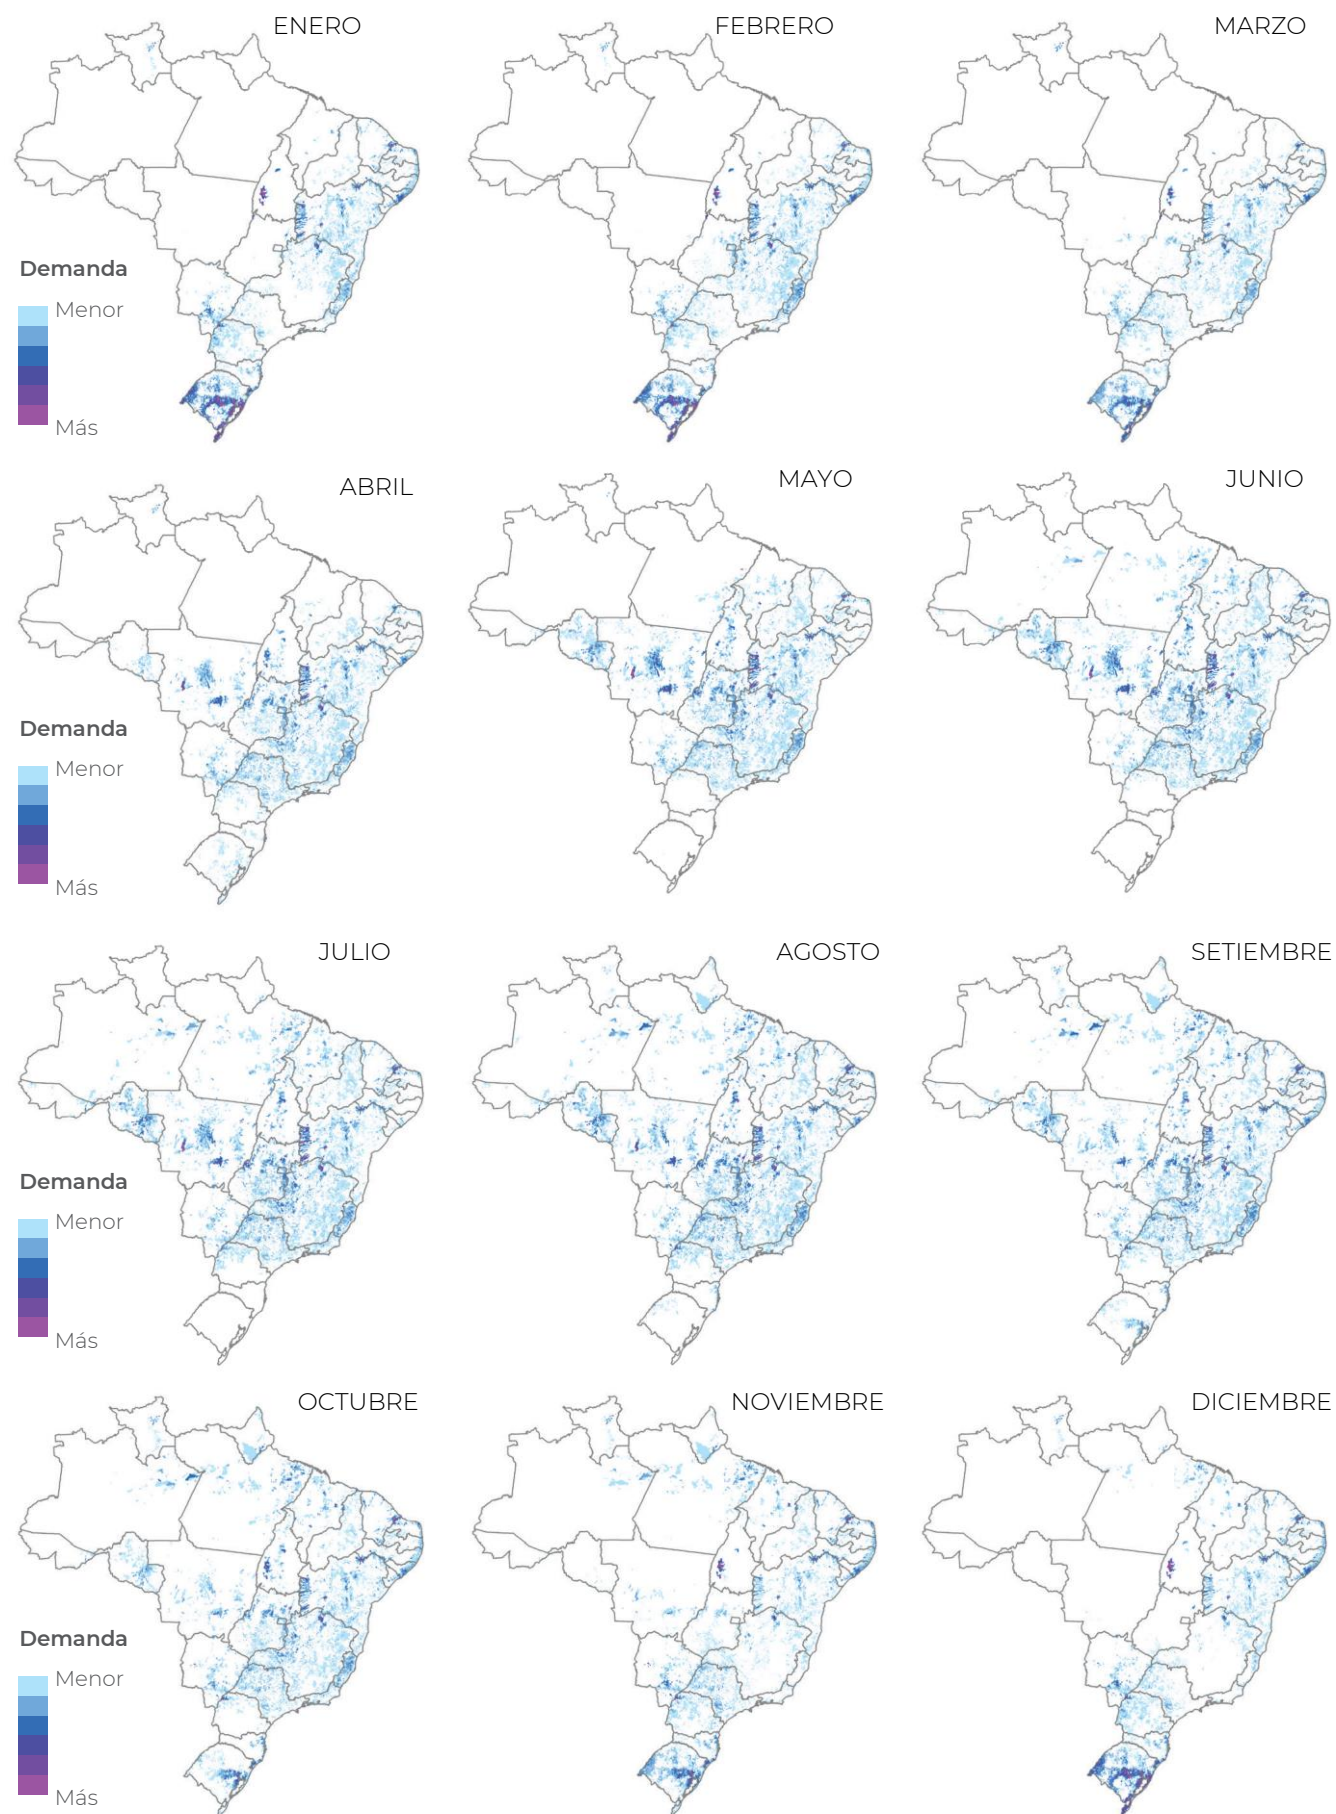 ENERO
FEBRERO
MARZO
Demanda
Menor
Más
ABRIL
MAYO
JUNIO
Demanda
Menor
Más
JULIO
AGOSTO
SETIEMBRE
Demanda
Menor
Más
OCTUBRE
NOVIEMBRE
DICIEMBRE
Demanda
Menor
Más